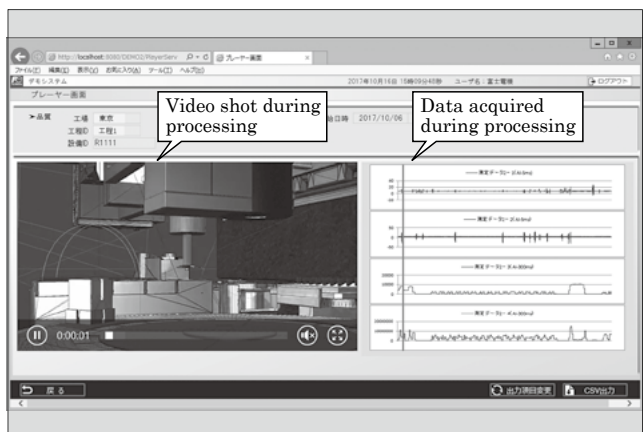 http://localhost:8080/DEMO2/PlayerServ
プレーヤー画面
ファイル(F) 編集(E) 表示(V) お気に入り(A) ツール(T) ヘルプ(H)
デモシステム 2017年10月16日 15時09分40秒 ユーザ名:富士電機 ログアウト
プレーヤー画面
Video shot during processing
Data acquired during processing
➤品質 工場 東京
始日時 2017/10/06
工程ID 工程1
設備ID R1111
0:00:01
戻る 出力項目変更 CSV出力